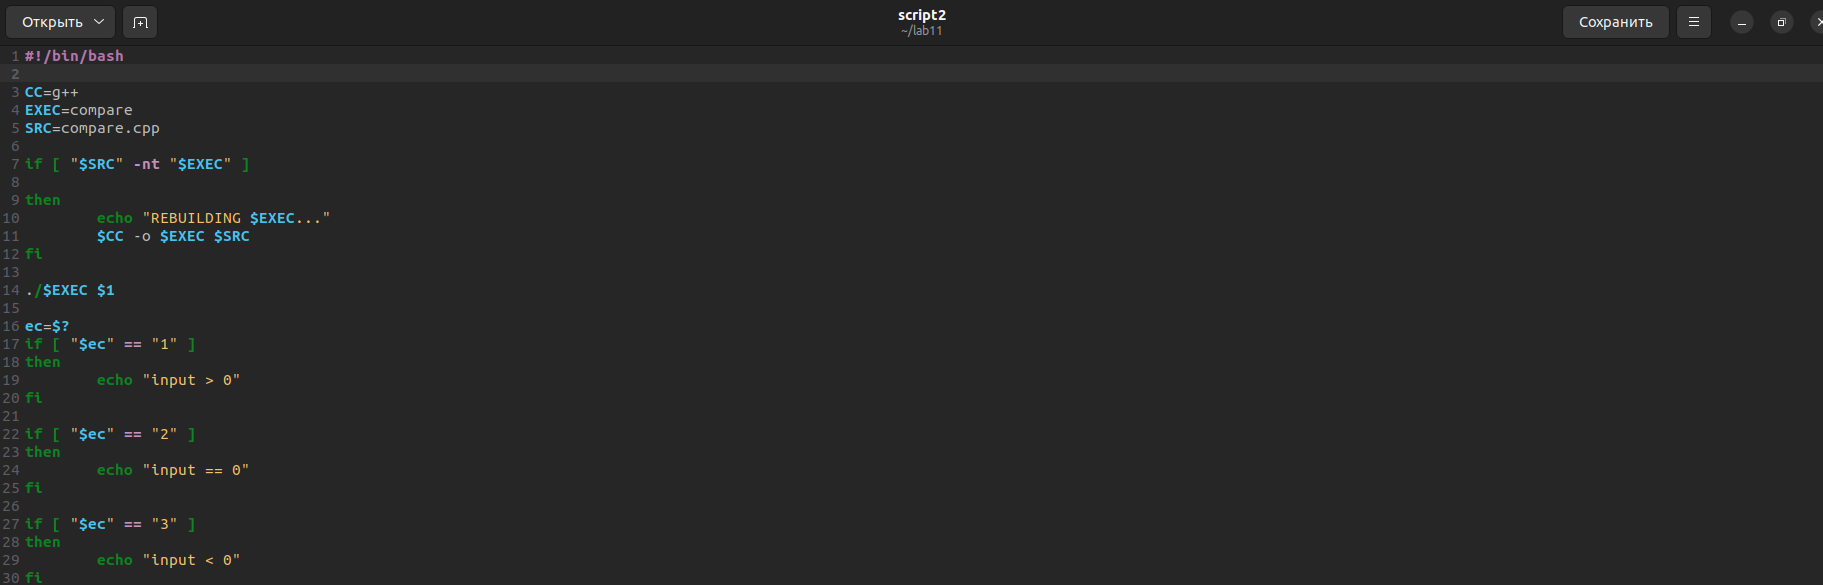 Открыть
script2
~/lab11
Сохранить
1 #!/bin/bash
2
3 CC=g++
4 EXEC=compare
5 SRC=compare.cpp
6
7 if [ "$SRC" -nt "$EXEC" ]
8
9 then
10         echo "REBUILDING $EXEC..."
11         $CC -o $EXEC $SRC
12 fi
13
14 ./$EXEC $1
15
16 ec=$?
17 if [ "$ec" == "1" ]
18 then
19         echo "input > 0"
20 fi
21
22 if [ "$ec" == "2" ]
23 then
24         echo "input == 0"
25 fi
26
27 if [ "$ec" == "3" ]
28 then
29         echo "input < 0"
30 fi